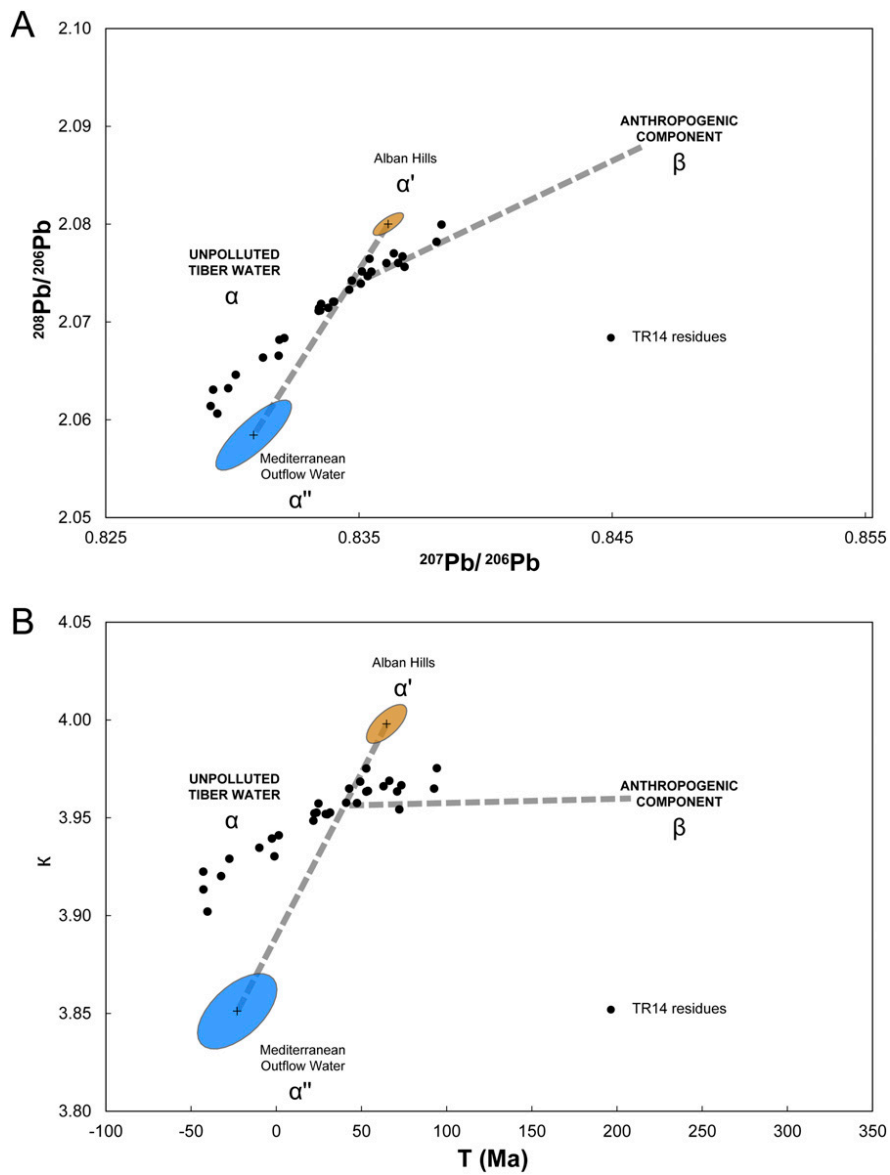 A
2.10
2.09
2.08
2.07
2.06
2.05
²⁰⁸Pb/²⁰⁶Pb
ANTHROPOGENIC
COMPONENT
β
Alban Hills
α'
UNPOLLUTED
TIBER WATER
α
TR14 residues
Mediterranean
Outflow Water
α"
0.825 0.835 0.845 0.855
²⁰⁷Pb/²⁰⁶Pb
B
4.05
4.00
3.95
3.90
3.85
3.80
κ
Alban Hills
α'
UNPOLLUTED
TIBER WATER
α
ANTHROPOGENIC
COMPONENT
β
TR14 residues
Mediterranean
Outflow Water
α"
-100 -50 0 50 100 150 200 250 300 350
T (Ma)